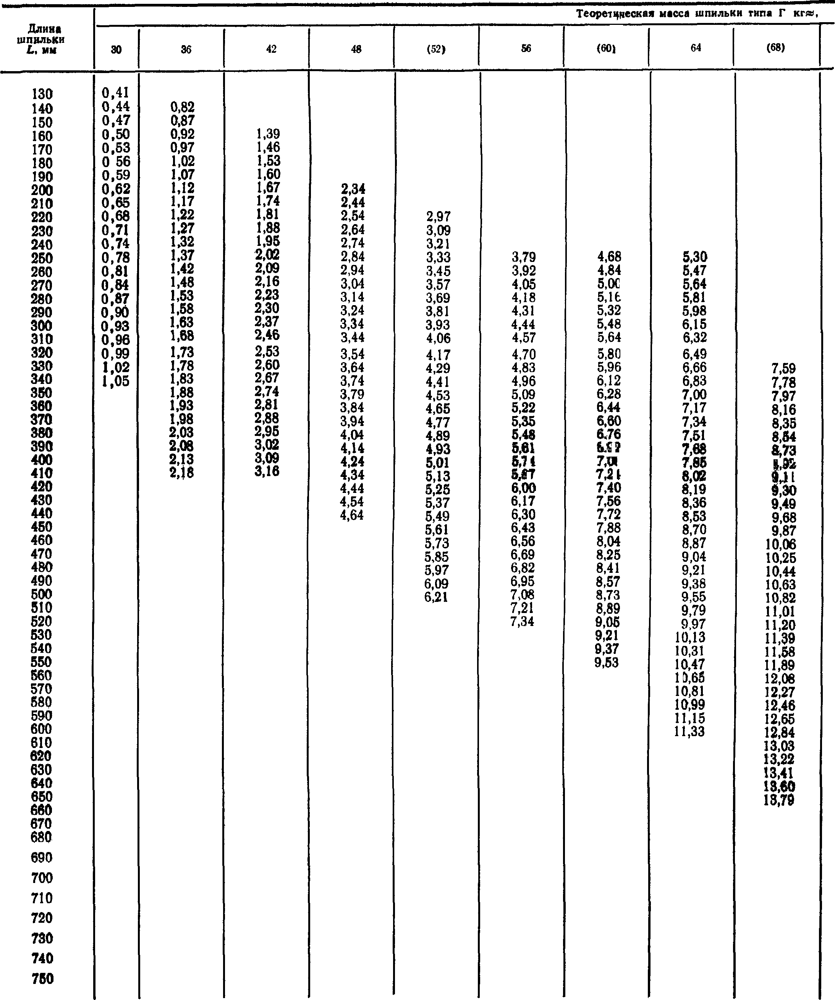 Теоретическая масса шпильки типа Г кг≈,
Длина шпильки L, мм 30 36 42 48 (52) 56 (60) 64 (68)
130 0,41
140 0,44 0,82
150 0,47 0,87
160 0,50 0,92 1,39
170 0,53 0,97 1,46
180 0 56 1,02 1,53
190 0,59 1,07 1,60
200 0,62 1,12 1,67 2,34
210 0,65 1,17 1,74 2,44
220 0,68 1,22 1,81 2,54 2,97
230 0,71 1,27 1,88 2,64 3,09
240 0,74 1,32 1,95 2,74 3,21
250 0,78 1,37 2,02 2,84 3,33 3,79 4,68 5,30
260 0,81 1,42 2,09 2,94 3,45 3,92 4,84 5,47
270 0,84 1,48 2,16 3,04 3,57 4,05 5,00 5,64
280 0,87 1,53 2,23 3,14 3,69 4,18 5,16 5,81
290 0,90 1,58 2,30 3,24 3,81 4,31 5,32 5,98
300 0,93 1,63 2,37 3,34 3,93 4,44 5,48 6,15
310 0,96 1,68 2,46 3,44 4,06 4,57 5,64 6,32
320 0,99 1,73 2,53 3,54 4,17 4,70 5,80 6,49
330 1,02 1,78 2,60 3,64 4,29 4,83 5,96 6,66 7,59
340 1,05 1,83 2,67 3,74 4,41 4,96 6,12 6,83 7,78
350 1,88 2,74 3,79 4,53 5,09 6,28 7,00 7,97
360 1,93 2,81 3,84 4,65 5,22 6,44 7,17 8,16
370 1,98 2,88 3,94 4,77 5,35 6,60 7,34 8,35
380 2,03 2,95 4,04 4,89 5,48 6,76 7,51 8,54
390 2,08 3,02 4,14 4,93 5,61 7,68 8,73
400 2,13 3,09 4,24 5,01 5,74 7,85
410 2,18 3,16 4,34 5,13 5,87 7,24 8,02 9,11
420 4,44 5,25 6,00 7,40 8,19 9,30
430 4,54 5,37 6,17 7,56 8,36 9,49
440 4,64 5,49 6,30 7,72 8,53 9,68
450 5,61 6,43 7,88 8,70 9,87
460 5,73 6,56 8,04 8,87 10,06
470 5,85 6,69 8,25 9,04 10,25
480 5,97 6,82 8,41 9,21 10,44
490 6,09 6,95 8,57 9,38 10,63
500 6,21 7,08 8,73 9,55 10,82
510 7,21 8,89 9,79 11,01
520 7,34 9,05 9,97 11,20
530 9,21 10,13 11,39
540 9,37 10,31 11,58
550 9,53 10,47 11,89
560 10,65 12,08
570 10,81 12,27
580 10,99 12,46
590 11,15 12,65
600 11,33 12,84
610 13,03
620 13,22
630 13,41
640 13,60
650 13,79
660
670
680
690
700
710
720
730
740
750